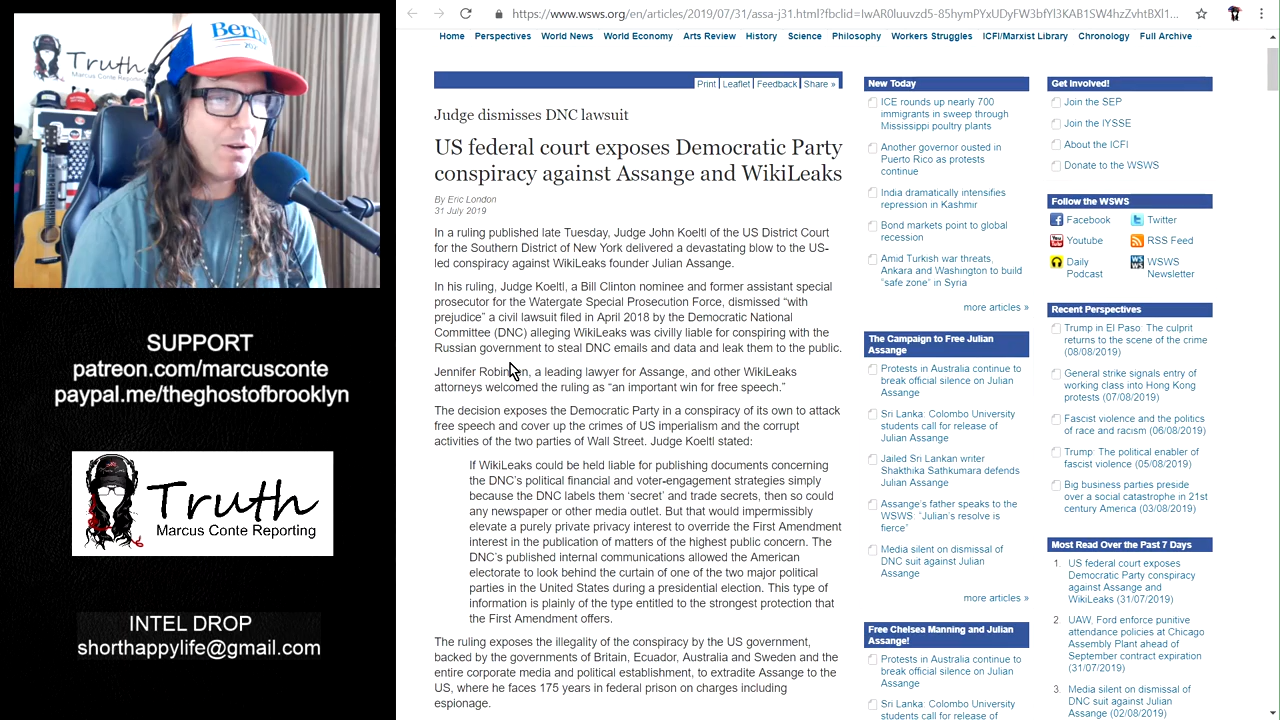 Truth.
Marcus Conte Reporting
Bernie
SUPPORT
patreon.com/marcusconte
paypal.me/theghostofbrooklyn
Truth
Marcus Conte Reporting
INTEL DROP
shorthappylife@gmail.com
https://www.wsws.org/en/articles/2019/07/31/assa-j31.html?fbclid=IwAR0luuvzd5-85hymPYxUDyFW3bfYl3KAB1SW4hzZvhtBXl1...
Home Perspectives World News World Economy Arts Review History Science Philosophy Workers Struggles ICFI/Marxist Library Chronology Full Archive
Print Leaflet Feedback Share »
Judge dismisses DNC lawsuit
US federal court exposes Democratic Party
conspiracy against Assange and WikiLeaks
By Eric London
31 July 2019
In a ruling published late Tuesday, Judge John Koeltl of the US District Court
for the Southern District of New York delivered a devastating blow to the US-
led conspiracy against WikiLeaks founder Julian Assange.
In his ruling, Judge Koeltl, a Bill Clinton nominee and former assistant special
prosecutor for the Watergate Special Prosecution Force, dismissed “with
prejudice” a civil lawsuit filed in April 2018 by the Democratic National
Committee (DNC) alleging WikiLeaks was civilly liable for conspiring with the
Russian government to steal DNC emails and data and leak them to the public.
Jennifer Robinson, a leading lawyer for Assange, and other WikiLeaks
attorneys welcomed the ruling as “an important win for free speech.”
The decision exposes the Democratic Party in a conspiracy of its own to attack
free speech and cover up the crimes of US imperialism and the corrupt
activities of the two parties of Wall Street. Judge Koeltl stated:
If WikiLeaks could be held liable for publishing documents concerning
the DNC’s political financial and voter-engagement strategies simply
because the DNC labels them ‘secret’ and trade secrets, then so could
any newspaper or other media outlet. But that would impermissibly
elevate a purely private privacy interest to override the First Amendment
interest in the publication of matters of the highest public concern. The
DNC’s published internal communications allowed the American
electorate to look behind the curtain of one of the two major political
parties in the United States during a presidential election. This type of
information is plainly of the type entitled to the strongest protection that
the First Amendment offers.
The ruling exposes the illegality of the conspiracy by the US government,
backed by the governments of Britain, Ecuador, Australia and Sweden and the
entire corporate media and political establishment, to extradite Assange to the
US, where he faces 175 years in federal prison on charges including
espionage.
New Today
ICE rounds up nearly 700
immigrants in sweep through
Mississippi poultry plants
Another governor ousted in
Puerto Rico as protests
continue
India dramatically intensifies
repression in Kashmir
Bond markets point to global
recession
Amid Turkish war threats,
Ankara and Washington to build
“safe zone” in Syria
more articles »
The Campaign to Free Julian
Assange
Protests in Australia continue to
break official silence on Julian
Assange
Sri Lanka: Colombo University
students call for release of
Julian Assange
Jailed Sri Lankan writer
Shakthika Sathkumara defends
Julian Assange
Assange’s father speaks to the
WSWS: “Julian’s resolve is
fierce”
Media silent on dismissal of
DNC suit against Julian
Assange
more articles »
Free Chelsea Manning and Julian
Assange!
Protests in Australia continue to
break official silence on Julian
Assange
Sri Lanka: Colombo University
students call for release of
Get Involved!
Join the SEP
Join the IYSSE
About the ICFI
Donate to the WSWS
Follow the WSWS
Facebook Twitter
Youtube RSS Feed
Daily
Podcast
WSWS
Newsletter
Recent Perspectives
Trump in El Paso: The culprit
returns to the scene of the crime
(08/08/2019)
General strike signals entry of
working class into Hong Kong
protests (07/08/2019)
Fascist violence and the politics
of race and racism (06/08/2019)
Trump: The political enabler of
fascist violence (05/08/2019)
Big business parties preside
over a social catastrophe in 21st
century America (03/08/2019)
Most Read Over the Past 7 Days
1. US federal court exposes
Democratic Party conspiracy
against Assange and
WikiLeaks (31/07/2019)
2. UAW, Ford enforce punitive
attendance policies at Chicago
Assembly Plant ahead of
September contract expiration
(31/07/2019)
3. Media silent on dismissal of
DNC suit against Julian
Assange (02/08/2019)